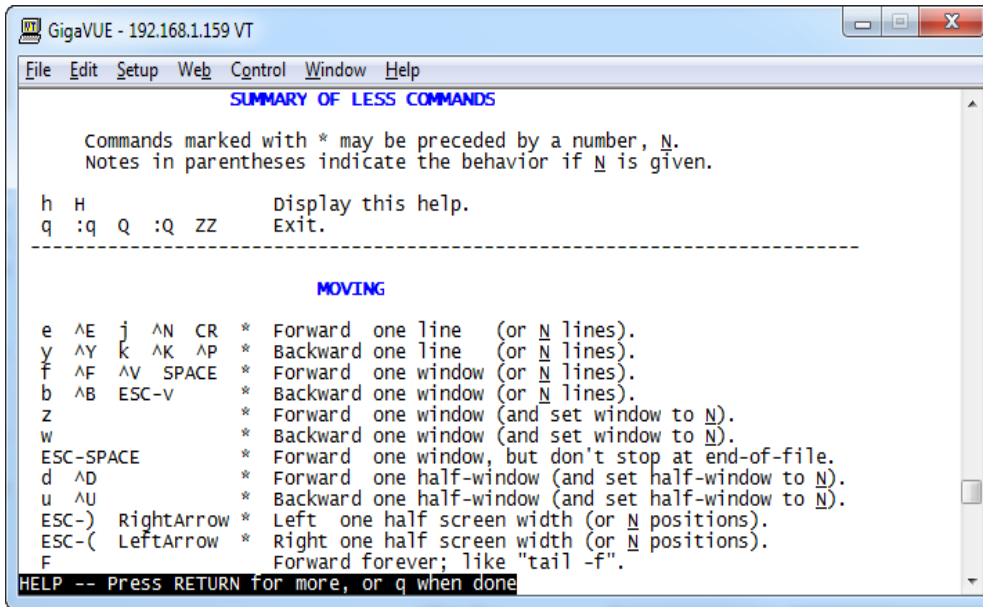 GigaVUE - 192.168.1.159 VT
File Edit Setup Web Control Window Help
SUMMARY OF LESS COMMANDS
Commands marked with * may be preceded by a number, N.
Notes in parentheses indicate the behavior if N is given.
h H Display this help.
q :q Q :Q ZZ Exit.
---------------------------------------------------------------------------
MOVING
e ^E j ^N CR * Forward one line (or N lines).
y ^Y k ^K ^P * Backward one line (or N lines).
f ^F ^V SPACE * Forward one window (or N lines).
b ^B ESC-v * Backward one window (or N lines).
z * Forward one window (and set window to N).
w * Backward one window (and set window to N).
ESC-SPACE * Forward one window, but don't stop at end-of-file.
d ^D * Forward one half-window (and set half-window to N).
u ^U * Backward one half-window (and set half-window to N).
ESC-) RightArrow * Left one half screen width (or N positions).
ESC-( LeftArrow * Right one half screen width (or N positions).
F Forward forever; like "tail -f".
HELP -- Press RETURN for more, or q when done